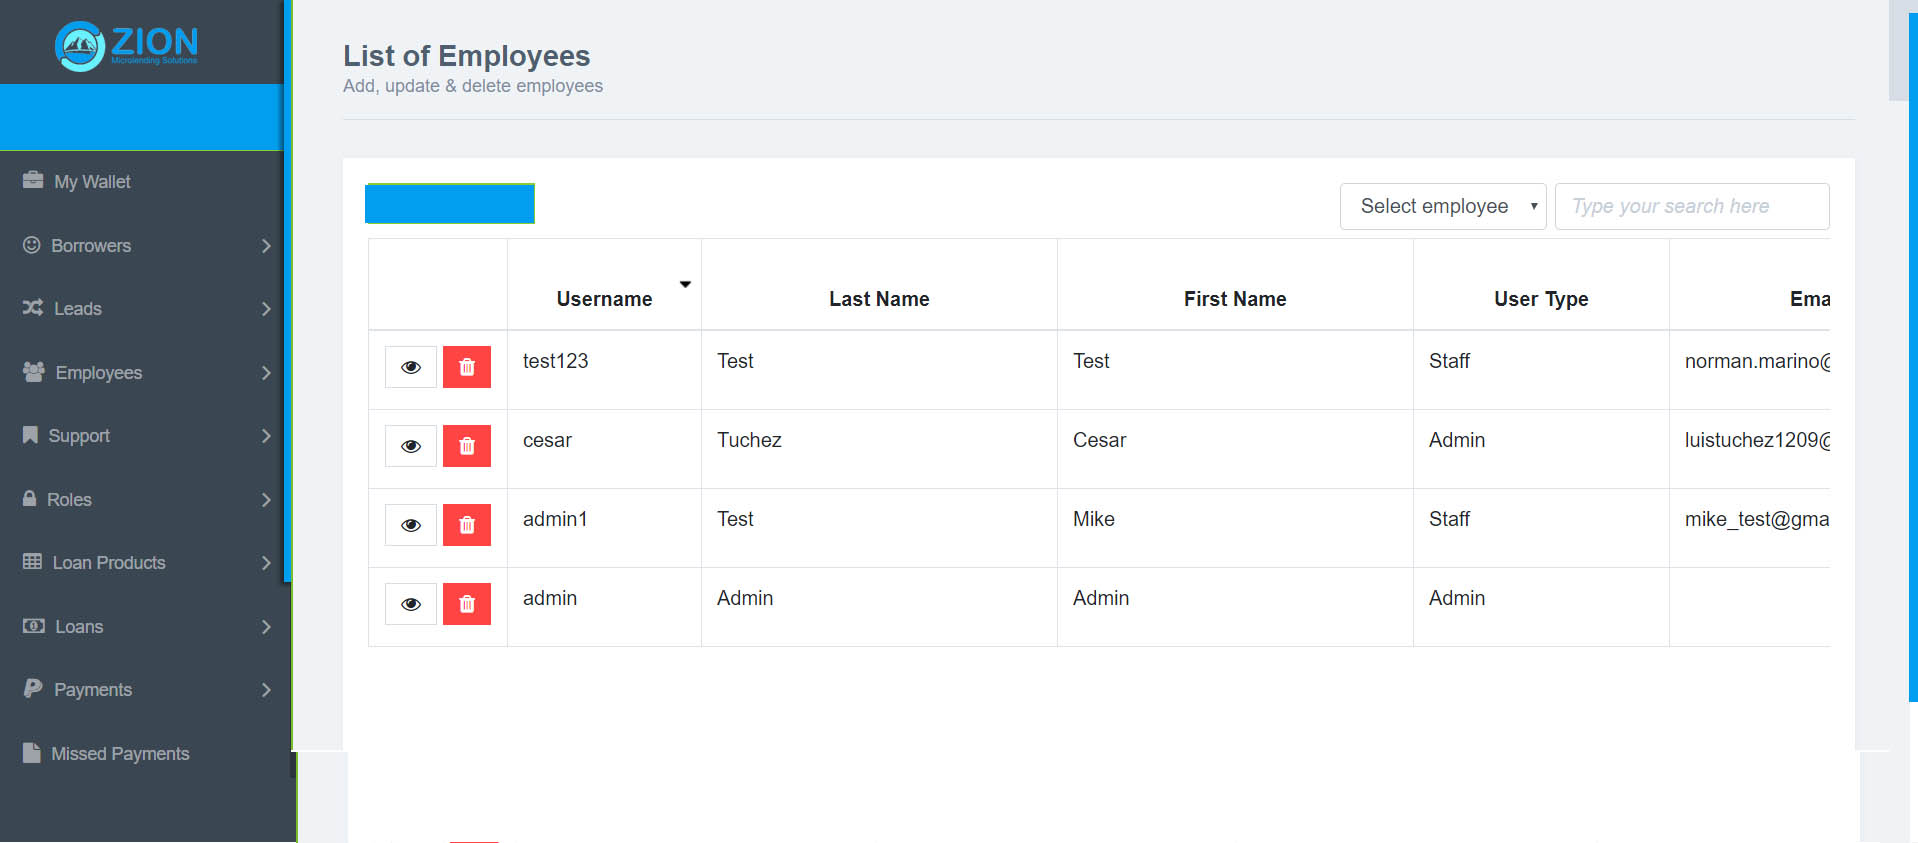 ZION
Microlending Solutions
List of Employees
Add, update & delete employees
My Wallet
Borrowers
Leads
Employees
Support
Roles
Loan Products
Loans
Payments
Missed Payments
Select employee
Type your search here
Username Last Name First Name User Type Ema
test123 Test Test Staff norman.marino@
cesar Tuchez Cesar Admin luistuchez1209@
admin1 Test Mike Staff mike_test@gma
admin Admin Admin Admin